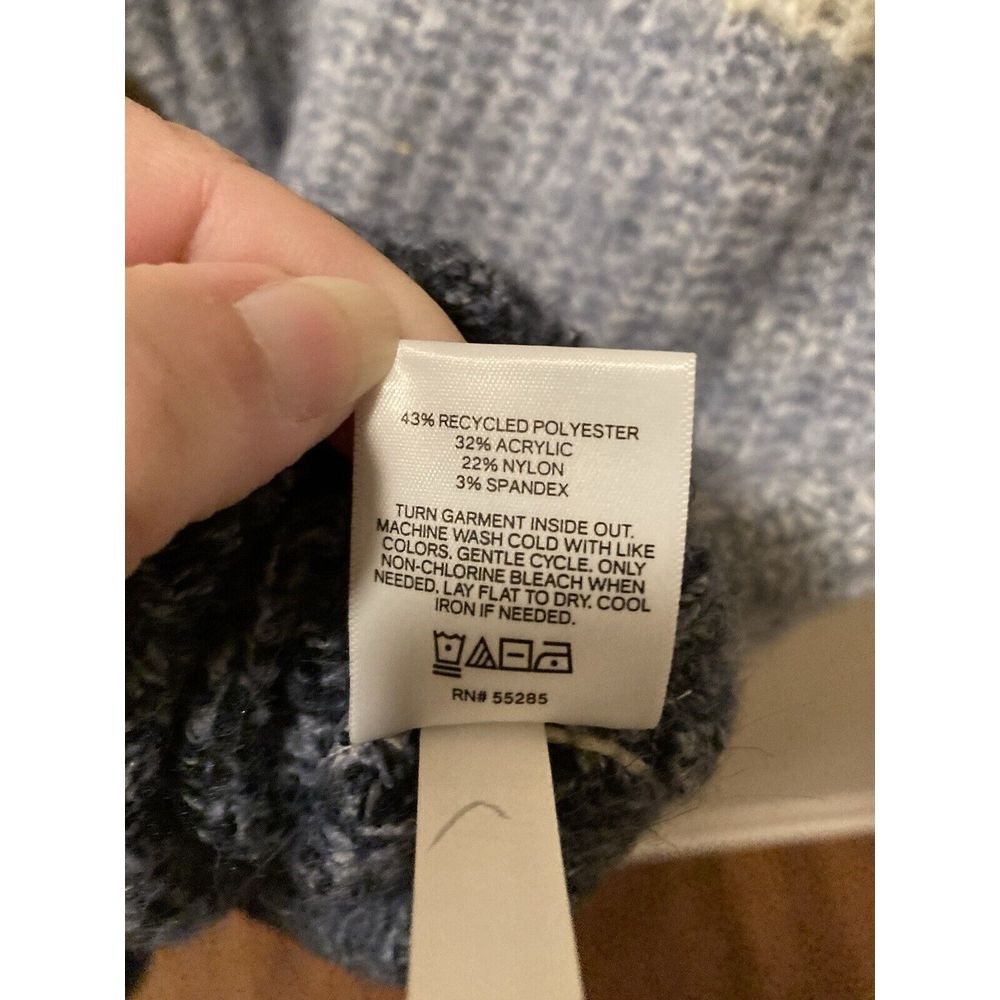 43% RECYCLED POLYESTER
32% ACRYLIC
22% NYLON
3% SPANDEX
TURN GARMENT INSIDE OUT.
MACHINE WASH COLD WITH LIKE
COLORS, GENTLE CYCLE. ONLY
NON-CHLORINE BLEACH WHEN
NEEDED. LAY FLAT TO DRY. COOL
IRON IF NEEDED.
RN# 55285